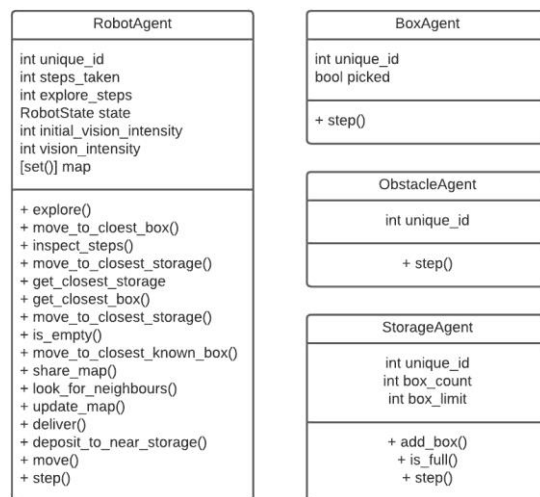 RobotAgent
int unique_id
int steps_taken
int explore_steps
RobotState state
int initial_vision_intensity
int vision_intensity
[set()] map
+ explore()
+ move_to_cloest_box()
+ inspect_steps()
+ move_to_closest_storage()
+ get_closest_storage
+ get_closest_box()
+ move_to_closest_storage()
+ is_empty()
+ move_to_closest_known_box()
+ share_map()
+ look_for_neighbours()
+ update_map()
+ deliver()
+ deposit_to_near_storage()
+ move()
+ step()
BoxAgent
int unique_id
bool picked
+ step()
ObstacleAgent
int unique_id
+ step()
StorageAgent
int unique_id
int box_count
int box_limit
+ add_box()
+ is_full()
+ step()